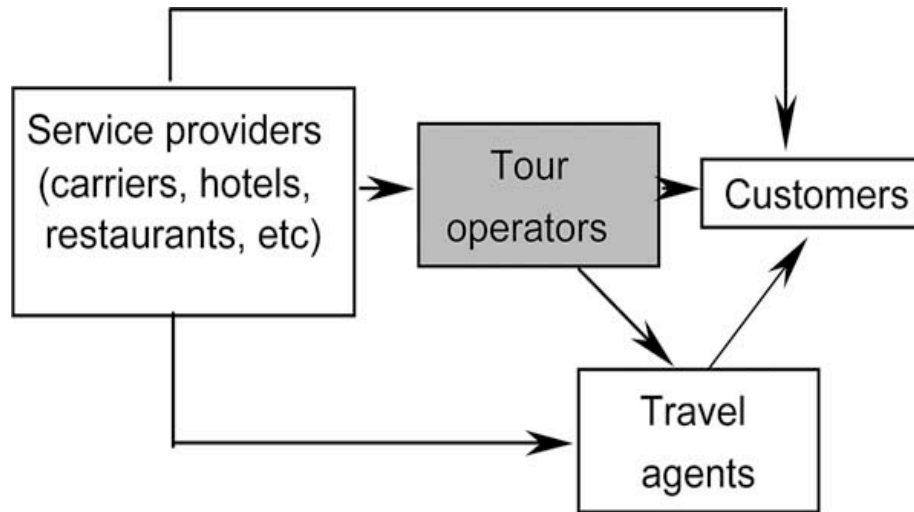 Service providers
(carriers, hotels,
restaurants, etc)
Tour
operators
Customers
Travel
agents